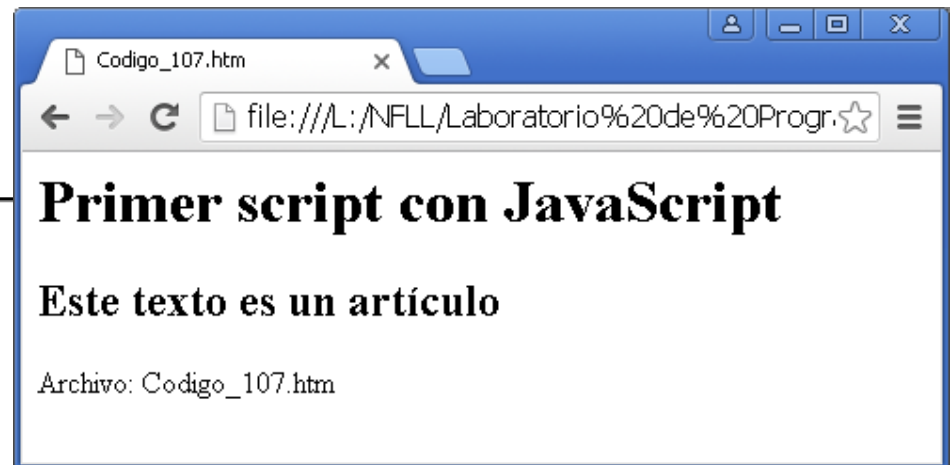 Codigo_107.htm
file:///L:/NFLL/Laboratorio%20de%20Progr
Primer script con JavaScript
Este texto es un artículo
Archivo: Codigo_107.htm